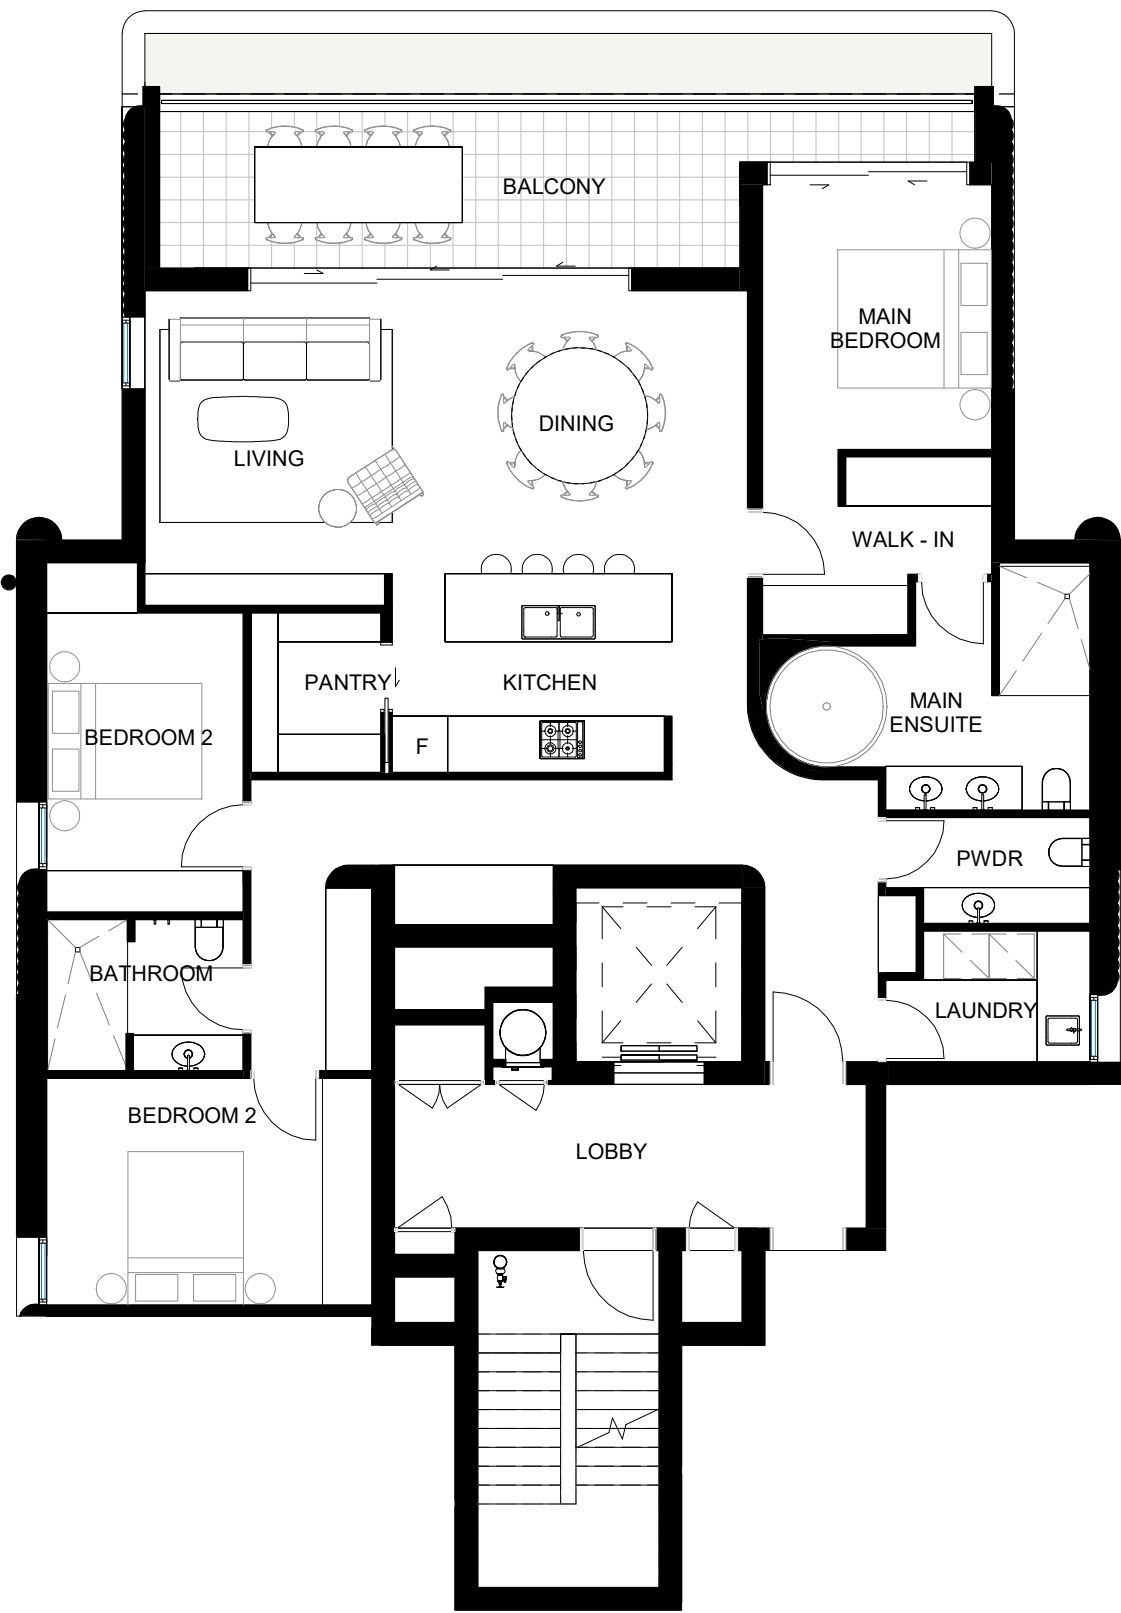 BALCONY
MAIN
BEDROOM
DINING
LIVING
WALK - IN
PANTRY
KITCHEN
MAIN
ENSUITE
BEDROOM 2
F
PWDR
BATHROOM
LAUNDRY
BEDROOM 2
LOBBY